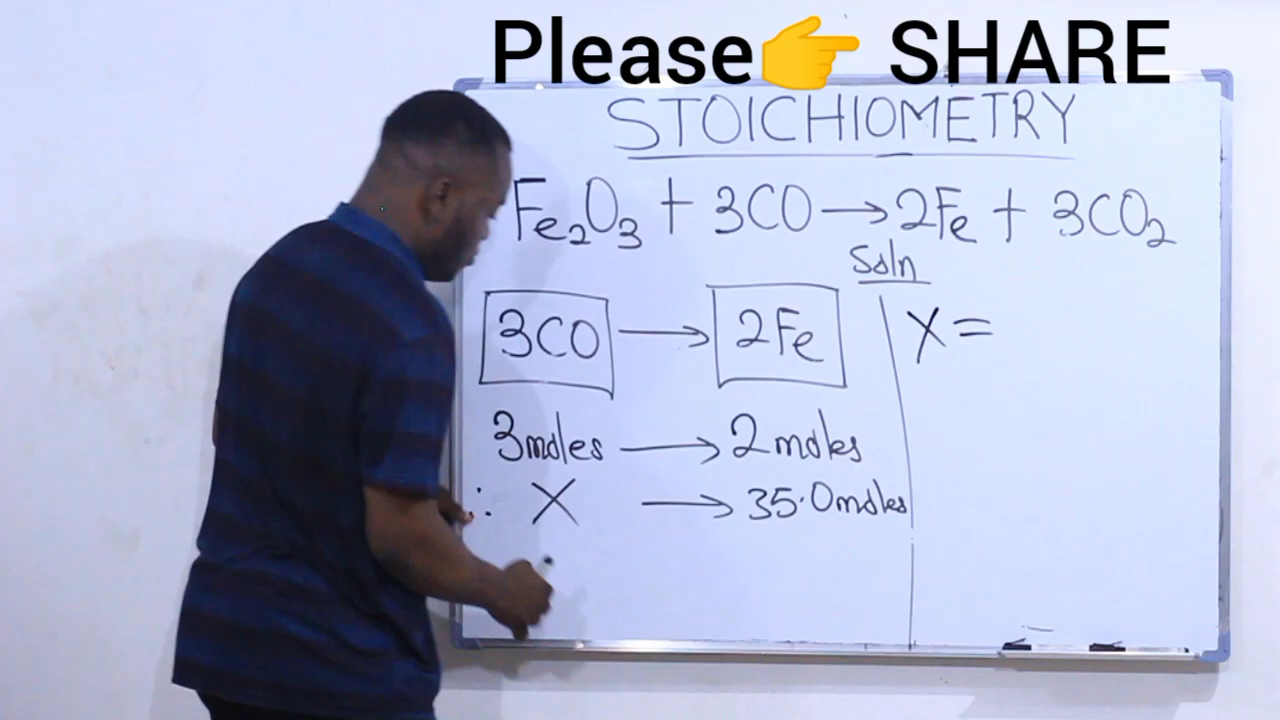 Please👉 SHARE
STOICHIOMETRY
Fe₂O₃ + 3CO → 2Fe + 3CO₂
Soln
3CO → 2Fe
X =
3moles → 2moles
∴ X → 35.0moles